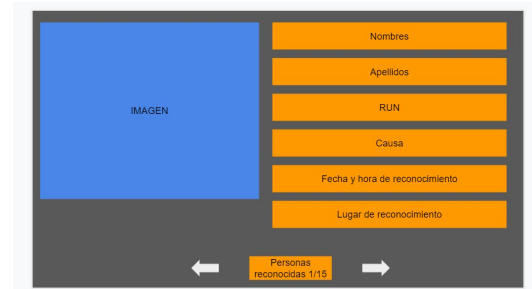 IMAGEN
Nombres
Apellidos
RUN
Causa
Fecha y hora de reconocimiento
Lugar de reconocimiento
Personas
reconocidas 1/15